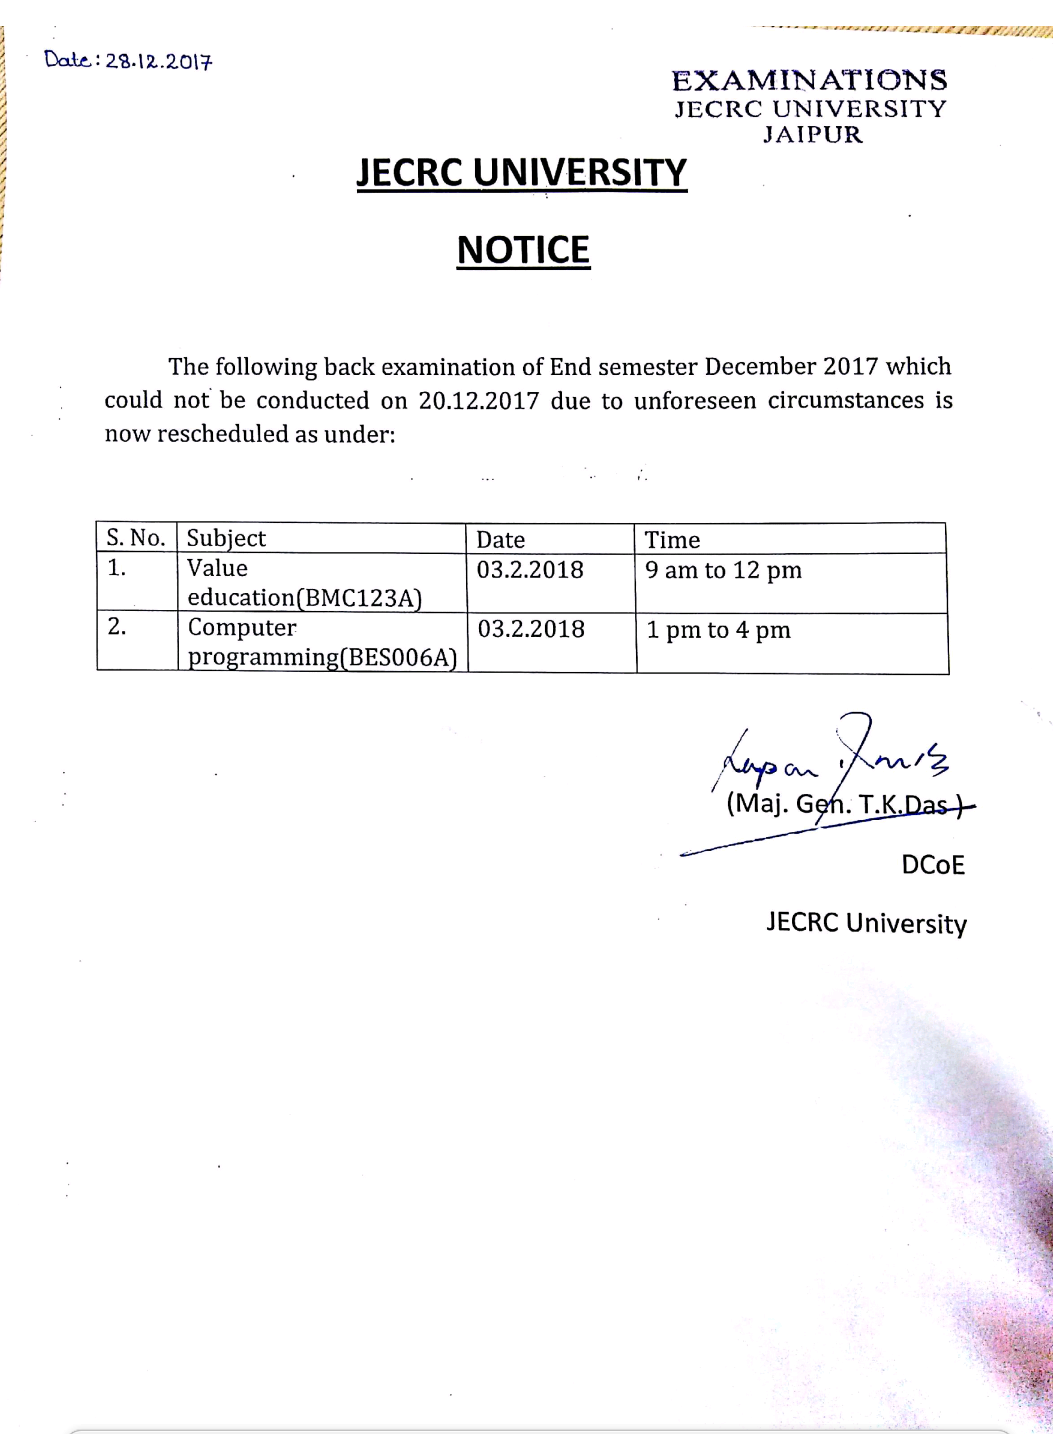 Date: 28.12.2017
EXAMINATIONS
JECRC UNIVERSITY
JAIPUR
JECRC UNIVERSITY
NOTICE
The following back examination of End semester December 2017 which
could not be conducted on 20.12.2017 due to unforeseen circumstances is
now rescheduled as under:
S. No. Subject Date Time
1. Value 03.2.2018 9 am to 12 pm
education(BMC123A)
2. Computer 03.2.2018 1 pm to 4 pm
programming(BES006A)
(Maj. Gen. T.K.Das)
DCoE
JECRC University